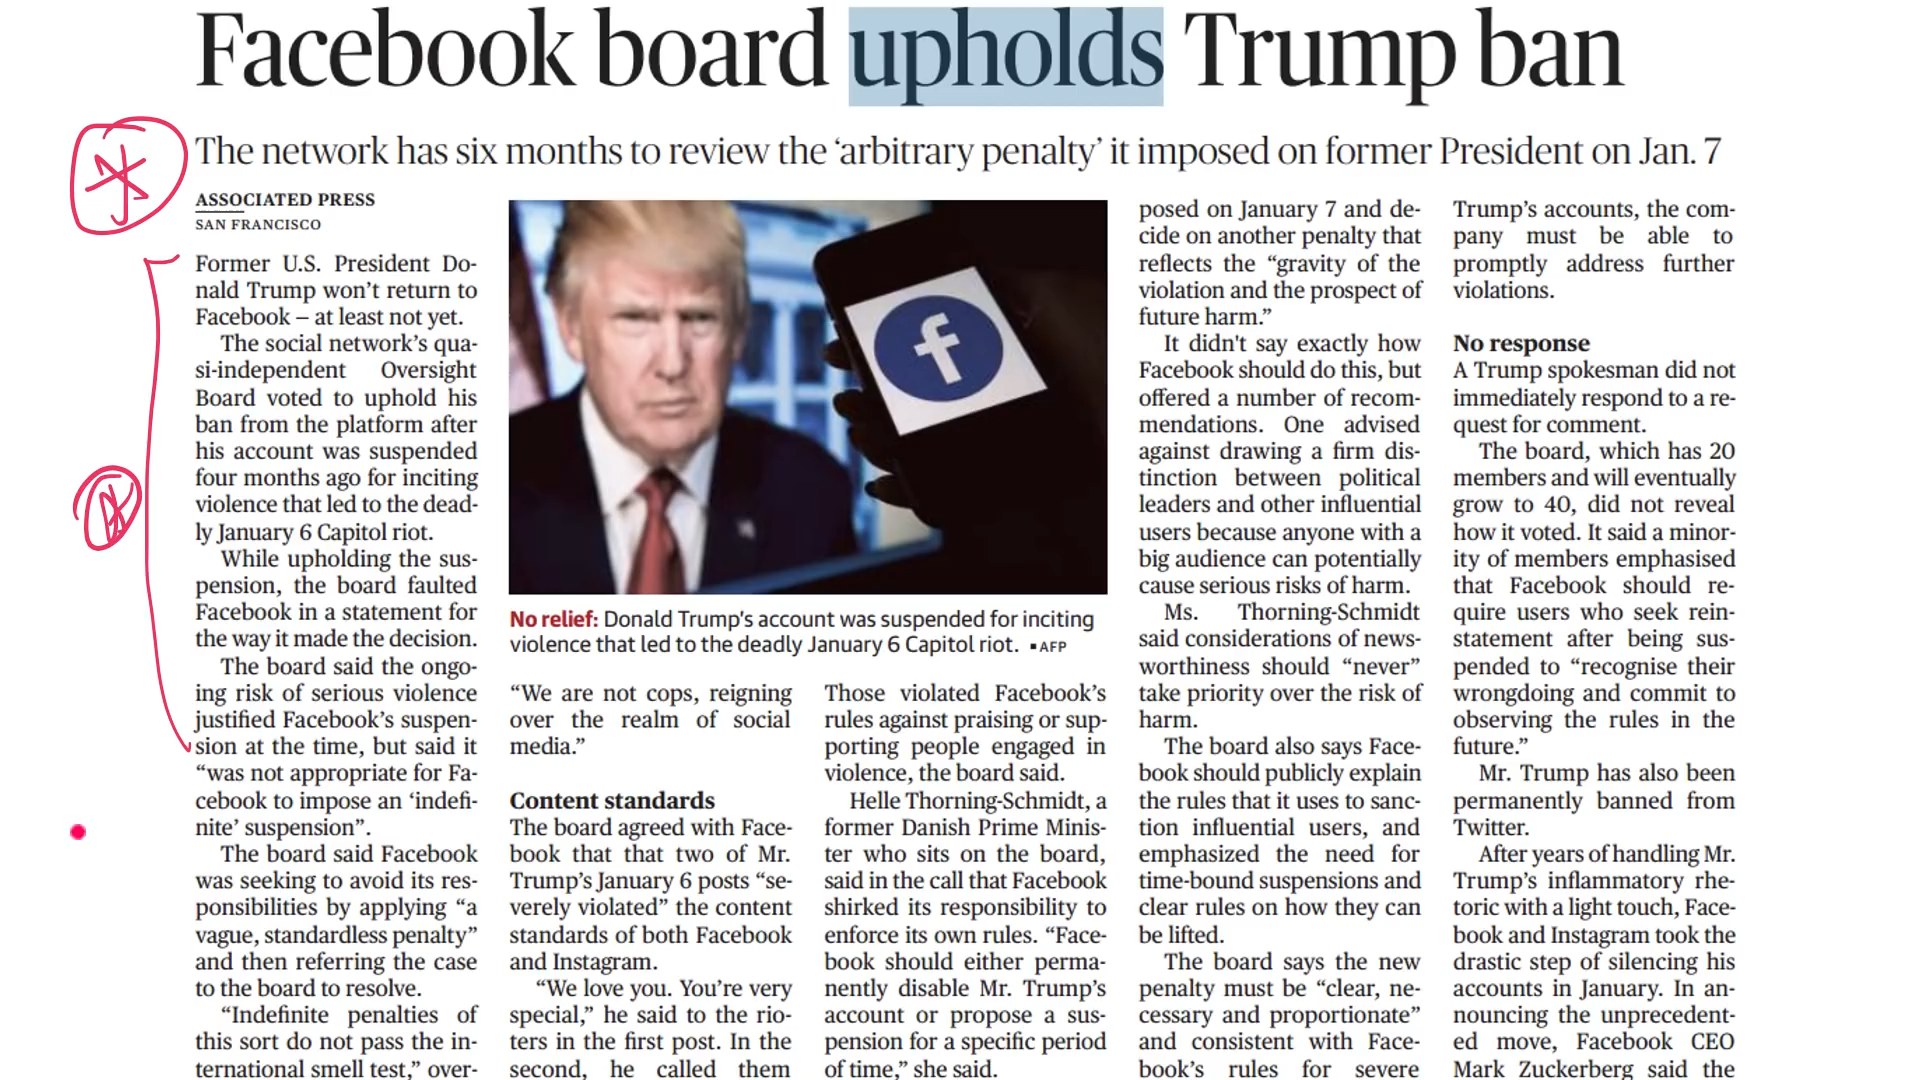 Facebook board upholds Trump ban
The network has six months to review the ‘arbitrary penalty’ it imposed on former President on Jan. 7
ASSOCIATED PRESS
SAN FRANCISCO
Former U.S. President Do-
nald Trump won’t return to
Facebook – at least not yet.
The social network’s qua-
si-independent Oversight
Board voted to uphold his
ban from the platform after
his account was suspended
four months ago for inciting
violence that led to the dead-
ly January 6 Capitol riot.
While upholding the sus-
pension, the board faulted
Facebook in a statement for
the way it made the decision.
The board said the ongo-
ing risk of serious violence
justified Facebook’s suspen-
sion at the time, but said it
“was not appropriate for Fa-
cebook to impose an ‘indefi-
nite’ suspension”.
The board said Facebook
was seeking to avoid its res-
ponsibilities by applying “a
vague, standardless penalty”
and then referring the case
to the board to resolve.
“Indefinite penalties of
this sort do not pass the in-
ternational smell test,” over-
f
No relief: Donald Trump’s account was suspended for inciting
violence that led to the deadly January 6 Capitol riot. ▪ AFP
“We are not cops, reigning
over the realm of social
media.”
Content standards
The board agreed with Face-
book that that two of Mr.
Trump’s January 6 posts “se-
verely violated” the content
standards of both Facebook
and Instagram.
“We love you. You’re very
special,” he said to the rio-
ters in the first post. In the
second, he called them
Those violated Facebook’s
rules against praising or sup-
porting people engaged in
violence, the board said.
Helle Thorning-Schmidt, a
former Danish Prime Minis-
ter who sits on the board,
said in the call that Facebook
shirked its responsibility to
enforce its own rules. “Face-
book should either perma-
nently disable Mr. Trump’s
account or propose a sus-
pension for a specific period
of time,” she said.
posed on January 7 and de-
cide on another penalty that
reflects the “gravity of the
violation and the prospect of
future harm.”
It didn't say exactly how
Facebook should do this, but
offered a number of recom-
mendations. One advised
against drawing a firm dis-
tinction between political
leaders and other influential
users because anyone with a
big audience can potentially
cause serious risks of harm.
Ms. Thorning-Schmidt
said considerations of news-
worthiness should “never”
take priority over the risk of
harm.
The board also says Face-
book should publicly explain
the rules that it uses to sanc-
tion influential users, and
emphasized the need for
time-bound suspensions and
clear rules on how they can
be lifted.
The board says the new
penalty must be “clear, ne-
cessary and proportionate”
and consistent with Face-
book’s rules for severe
Trump’s accounts, the com-
pany must be able to
promptly address further
violations.
No response
A Trump spokesman did not
immediately respond to a re-
quest for comment.
The board, which has 20
members and will eventually
grow to 40, did not reveal
how it voted. It said a minor-
ity of members emphasised
that Facebook should re-
quire users who seek rein-
statement after being sus-
pended to “recognise their
wrongdoing and commit to
observing the rules in the
future.”
Mr. Trump has also been
permanently banned from
Twitter.
After years of handling Mr.
Trump’s inflammatory rhe-
toric with a light touch, Face-
book and Instagram took the
drastic step of silencing his
accounts in January. In an-
nouncing the unprecedent-
ed move, Facebook CEO
Mark Zuckerberg said the